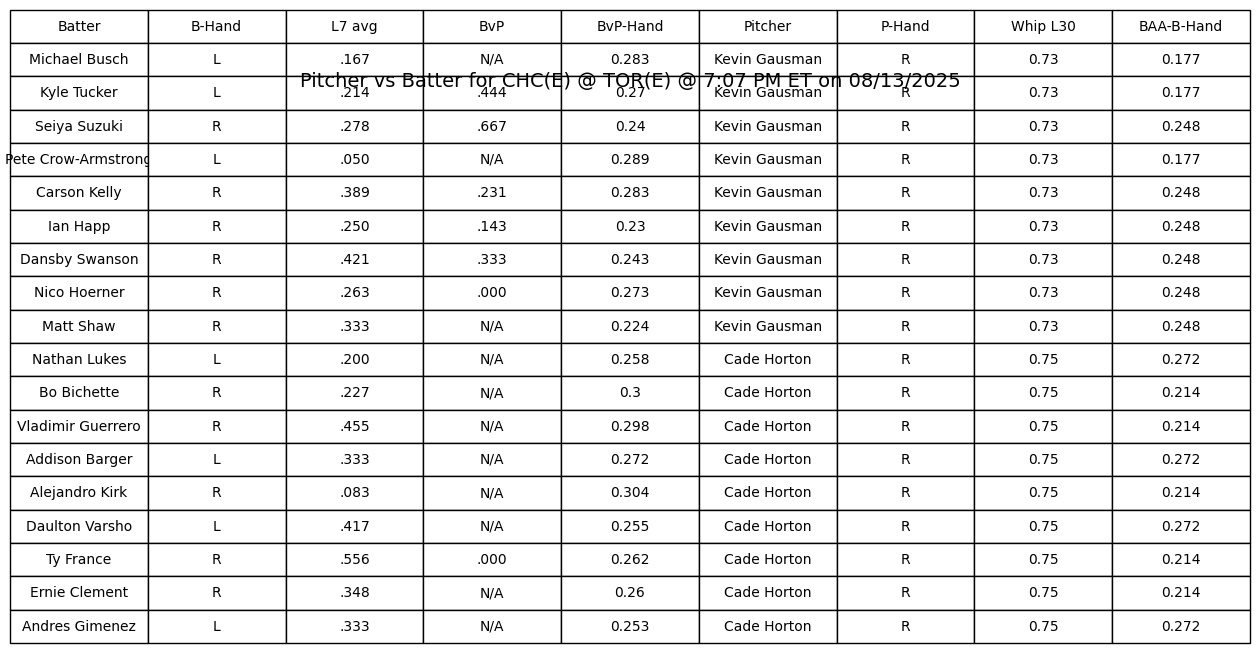 Batter B-Hand L7 avg BvP BvP-Hand Pitcher P-Hand Whip L30 BAA-B-Hand
Michael Busch L .167 N/A 0.283 Kevin Gausman R 0.73 0.177
Pitcher vs Batter for CHC(E) @ TOR(E) @ 7:07 PM ET on 08/13/2025
Kyle Tucker L .214 .444 0.27 Kevin Gausman R 0.73 0.177
Seiya Suzuki R .278 .667 0.24 Kevin Gausman R 0.73 0.248
Pete Crow-Armstrong L .050 N/A 0.289 Kevin Gausman R 0.73 0.177
Carson Kelly R .389 .231 0.283 Kevin Gausman R 0.73 0.248
Ian Happ R .250 .143 0.23 Kevin Gausman R 0.73 0.248
Dansby Swanson R .421 .333 0.243 Kevin Gausman R 0.73 0.248
Nico Hoerner R .263 .000 0.273 Kevin Gausman R 0.73 0.248
Matt Shaw R .333 N/A 0.224 Kevin Gausman R 0.73 0.248
Nathan Lukes L .200 N/A 0.258 Cade Horton R 0.75 0.272
Bo Bichette R .227 N/A 0.3 Cade Horton R 0.75 0.214
Vladimir Guerrero R .455 N/A 0.298 Cade Horton R 0.75 0.214
Addison Barger L .333 N/A 0.272 Cade Horton R 0.75 0.272
Alejandro Kirk R .083 N/A 0.304 Cade Horton R 0.75 0.214
Daulton Varsho L .417 N/A 0.255 Cade Horton R 0.75 0.272
Ty France R .556 .000 0.262 Cade Horton R 0.75 0.214
Ernie Clement R .348 N/A 0.26 Cade Horton R 0.75 0.214
Andres Gimenez L .333 N/A 0.253 Cade Horton R 0.75 0.272